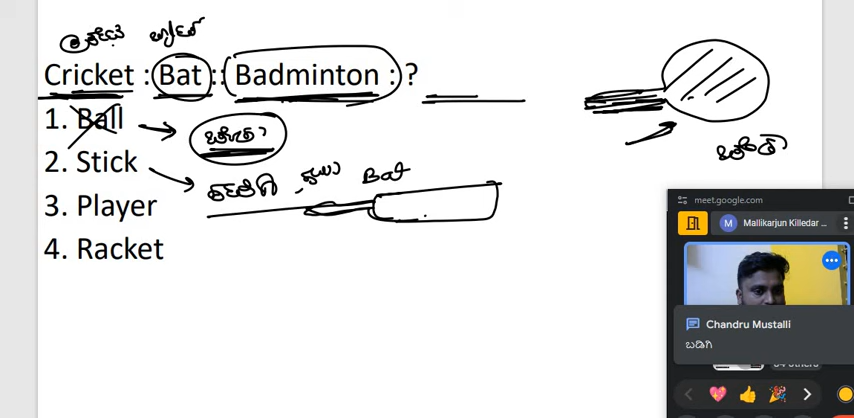 ಕ್ರಿಕೆಟ್ ಬ್ಯಾಟ್
Cricket : Bat :: Badminton : ?
1. Ball
2. Stick
Bat
3. Player
4. Racket
meet.google.com
M Mallikarjun Killedar ...
Chandru Mustalli
ಬಡಿಗಿ